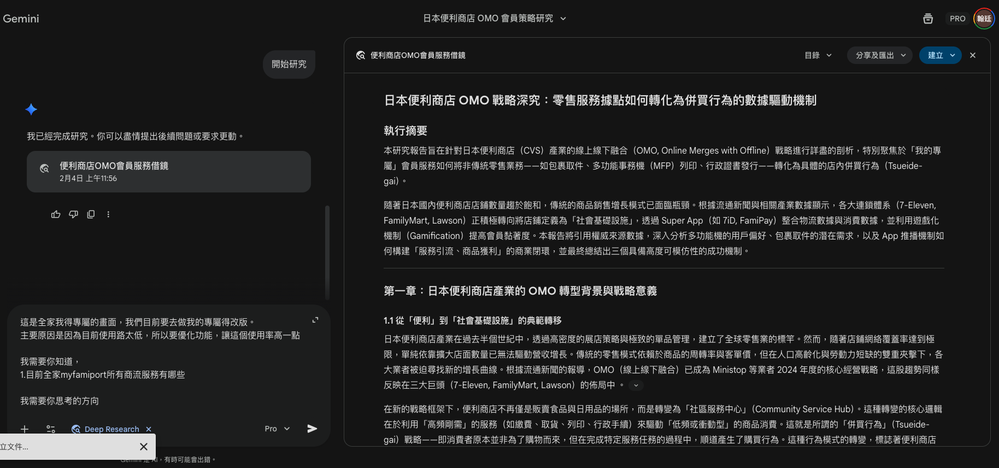 Gemini
日本便利商店 OMO 會員策略研究
PRO
翰廷
開始研究
我已經完成研究。你可以盡情提出後續問題或要求更動。
便利商店OMO會員服務借鏡
2月4日 上午11:56
這是全家我得專屬的畫面，我們目前要去做我的專屬得改版。
主要原因是因為目前使用路太低，所以要優化功能，讓這個使用率高一點
我需要你知道，
1.目前全家myfamiport所有商流服務有哪些
我需要你思考的方向
Deep Research
Pro
立文件...
Gemini 是 AI，有時可能會出錯。
便利商店OMO會員服務借鏡
目錄
分享及匯出
建立
日本便利商店 OMO 戰略深究：零售服務據點如何轉化為併買行為的數據驅動機制
執行摘要
本研究報告旨在針對日本便利商店（CVS）產業的線上線下融合（OMO, Online Merges with Offline）戰略進行詳盡的剖析，特別聚焦於「我的專
屬」會員服務如何將非傳統零售業務——如包裹取件、多功能事務機（MFP）列印、行政證書發行——轉化為具體的店內併買行為（Tsueide-
gai）。
隨著日本國內便利商店店鋪數量趨於飽和，傳統的商品銷售增長模式已面臨瓶頸。根據流通新聞與相關產業數據顯示，各大連鎖體系（7-Eleven,
FamilyMart, Lawson）正積極轉向將店鋪定義為「社會基礎設施」，透過 Super App（如 7iD, FamiPay）整合物流數據與消費數據，並利用遊戲化
機制（Gamification）提高會員黏著度。本報告將引用權威來源數據，深入分析多功能機的用戶偏好、包裹取件的潛在需求，以及 App 推播機制如
何構建「服務引流、商品獲利」的商業閉環，並最終總結出三個具備高度可模仿性的成功機制。
第一章：日本便利商店產業的 OMO 轉型背景與戰略意義
1.1 從「便利」到「社會基礎設施」的典範轉移
日本便利商店產業在過去半個世紀中，透過高密度的展店策略與極致的單品管理，建立了全球零售業的標竿。然而，隨著店鋪網絡覆蓋率達到極
限，單純依靠擴大店面數量已無法驅動營收增長。傳統的零售模式依賴於商品的周轉率與客單價，但在人口高齡化與勞動力短缺的雙重夾擊下，各
大業者被迫尋找新的增長曲線。根據流通新聞的報導，OMO（線上線下融合）已成為 Ministop 等業者 2024 年度的核心經營戰略，這股趨勢同樣
反映在三大巨頭（7-Eleven, FamilyMart, Lawson）的佈局中 。
在新的戰略框架下，便利商店不再僅是販賣食品與日用品的場所，而是轉變為「社區服務中心」（Community Service Hub）。這種轉變的核心邏輯
在於利用「高頻剛需」的服務（如繳費、取貨、列印、行政手續）來驅動「低頻或衝動型」的商品消費。這就是所謂的「併買行為」（Tsueide-
gai）戰略——即消費者原本並非為了購物而來，但在完成特定服務任務的過程中，順道產生了購買行為。這種行為模式的轉變，標誌著便利商店